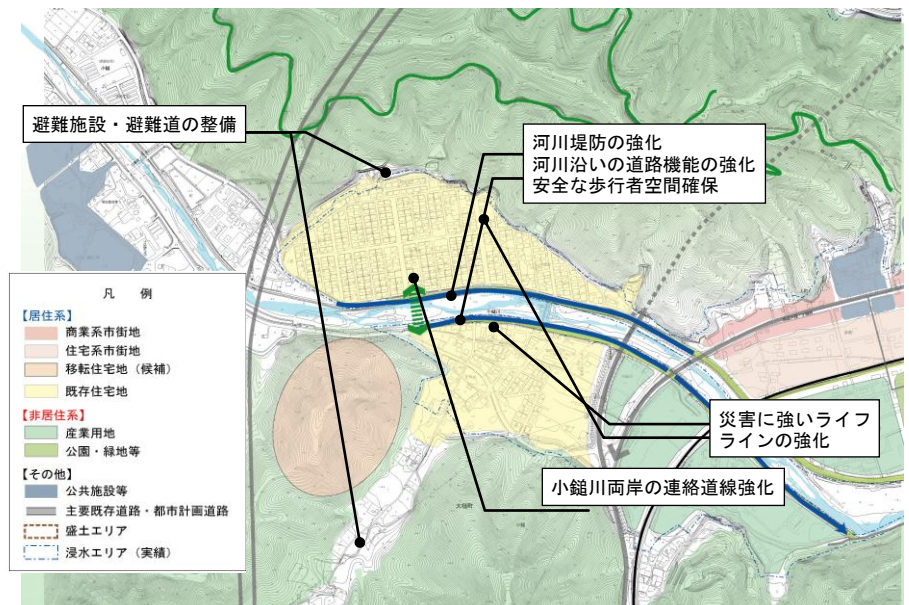 避難施設・避難道の整備
河川堤防の強化
河川沿いの道路機能の強化
安全な歩行者空間確保
凡　例
【居住系】
商業系市街地
住宅系市街地
移転住宅地（候補）
既存住宅地
【非居住系】
産業用地
公園・緑地等
【その他】
公共施設等
主要既存道路・都市計画道路
盛土エリア
浸水エリア（実績）
災害に強いライフ
ラインの強化
小鎚川両岸の連絡道線強化
大槌町
小鎚